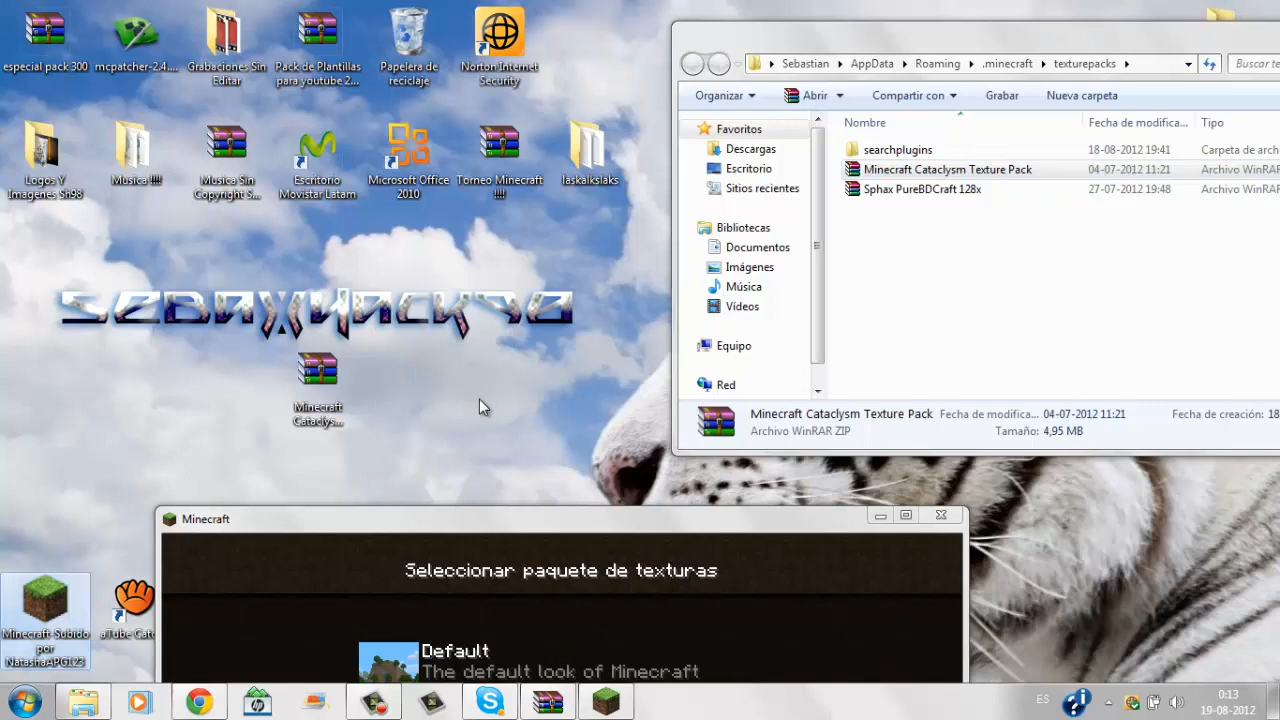 especial pack 300
mcpatcher-2.4....
Grabaciones Sin
Editar
Pack de Plantillas
para youtube 2...
Papelera de
reciclaje
Norton Internet
Security
Logos Y
Imagenes Sh98
Musica !!!!
Musica Sin
Copyright S...
Escritorio
Movistar Latam
Microsoft Office
2010
Torneo Minecraft
!!!!
laskalkslaks
Minecraft
Cataclys...
Minecraft-Subido
por
NatashaAPG123
Sebastian
AppData
Roaming
.minecraft
texturepacks
Buscar te
Organizar
Abrir
Compartir con
Grabar
Nueva carpeta
Favoritos
Descargas
Escritorio
Sitios recientes
Bibliotecas
Documentos
Imágenes
Música
Vídeos
Equipo
Red
Nombre
Fecha de modifica...
Tipo
searchplugins
18-08-2012 19:41
Carpeta de arch
Minecraft Cataclysm Texture Pack
04-07-2012 11:21
Archivo WinRAR
Sphax PureBDCraft 128x
27-07-2012 19:48
Archivo WinRAR
Minecraft Cataclysm Texture Pack
Fecha de modifica... 04-07-2012 11:21
Fecha de creación: 18
Archivo WinRAR ZIP
Tamaño: 4,95 MB
Minecraft
Seleccionar paquete de texturas
Default
The default look of Minecraft
ES
0:13
19-08-2012